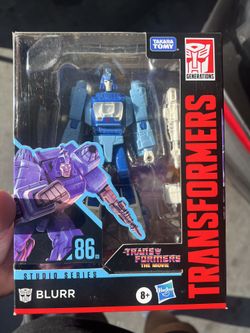 TAKARA
TOMY
GENERATIONS
TRANSFORMERS
86
STUDIO SERIES
TRANSFORMERS
THE MOVIE
BLURR
8+
Hasbro